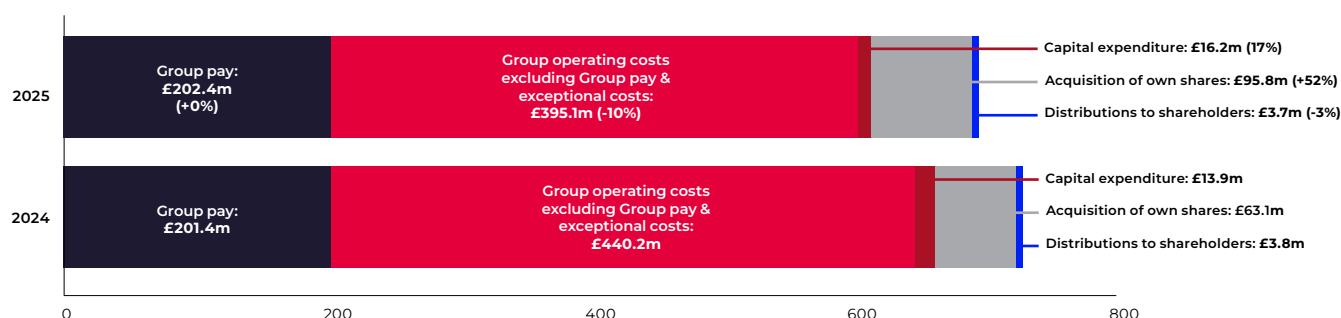 2025
Group pay:
£202.4m
(+0%)
Group operating costs
excluding Group pay &
exceptional costs:
£395.1m (-10%)
Capital expenditure: £16.2m (17%)
Acquisition of own shares: £95.8m (+52%)
Distributions to shareholders: £3.7m (-3%)
2024
Group pay:
£201.4m
Group operating costs
excluding Group pay &
exceptional costs:
£440.2m
Capital expenditure: £13.9m
Acquisition of own shares: £63.1m
Distributions to shareholders: £3.8m
0 200 400 600 800